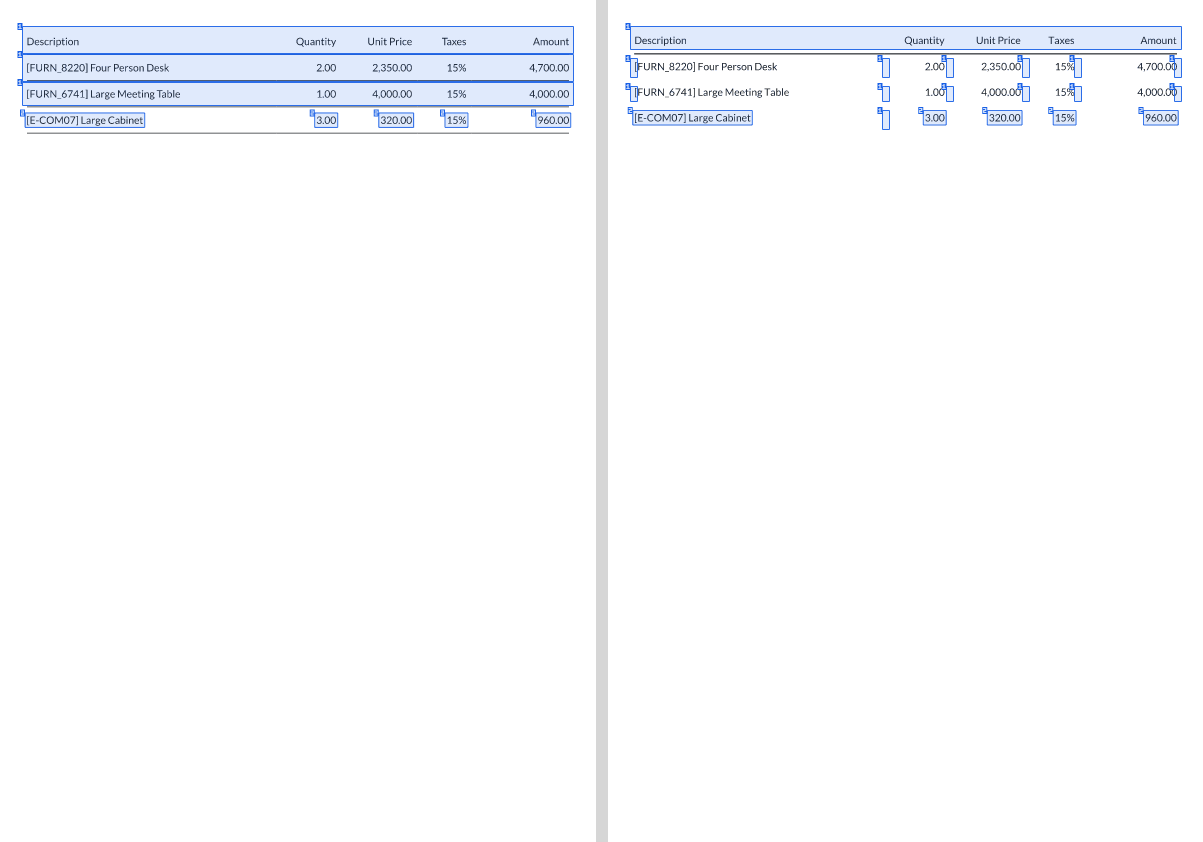 Description Quantity Unit Price Taxes Amount
[FURN_8220] Four Person Desk 2.00 2,350.00 15% 4,700.00
[FURN_6741] Large Meeting Table 1.00 4,000.00 15% 4,000.00
[E-COM07] Large Cabinet 3.00 320.00 15% 960.00
Description Quantity Unit Price Taxes Amount
[FURN_8220] Four Person Desk 2.00 2,350.00 15% 4,700.00
[FURN_6741] Large Meeting Table 1.00 4,000.00 15% 4,000.00
[E-COM07] Large Cabinet 3.00 320.00 15% 960.00